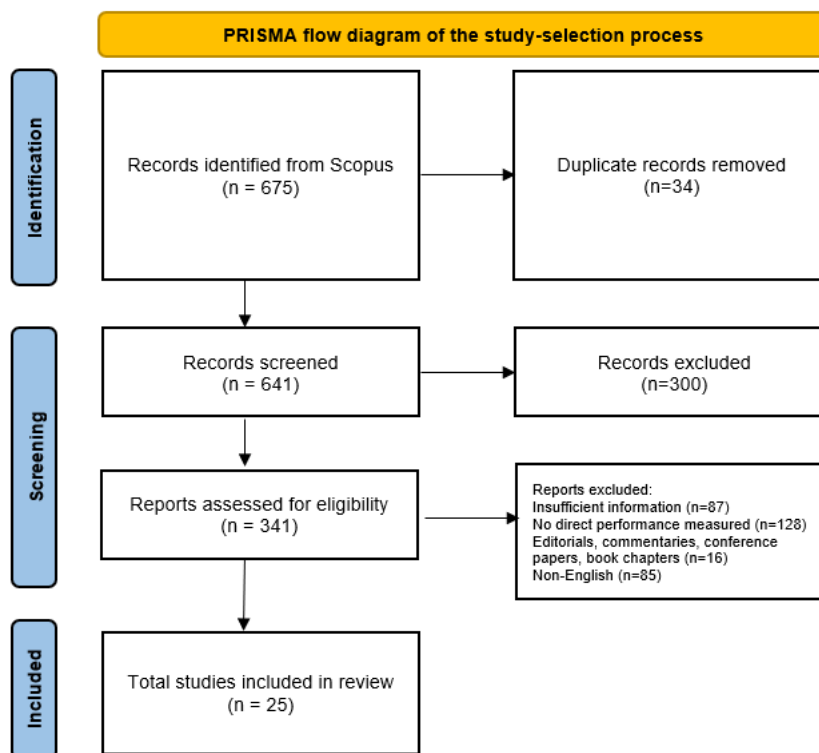 PRISMA flow diagram of the study-selection process
Identification
Records identified from Scopus
(n = 675)
Duplicate records removed
(n=34)
Screening
Records screened
(n = 641)
Records excluded
(n=300)
Reports assessed for eligibility
(n = 341)
Reports excluded:
Insufficient information (n=87)
No direct performance measured (n=128)
Editorials, commentaries, conference
papers, book chapters (n=16)
Non-English (n=85)
Included
Total studies included in review
(n = 25)